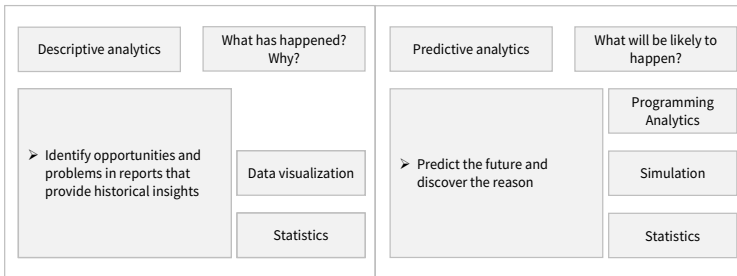 Descriptive analytics
What has happened?
Why?
➢ Identify opportunities and
problems in reports that
provide historical insights
Data visualization
Statistics
Predictive analytics
What will be likely to
happen?
➢ Predict the future and
discover the reason
Programming
Analytics
Simulation
Statistics